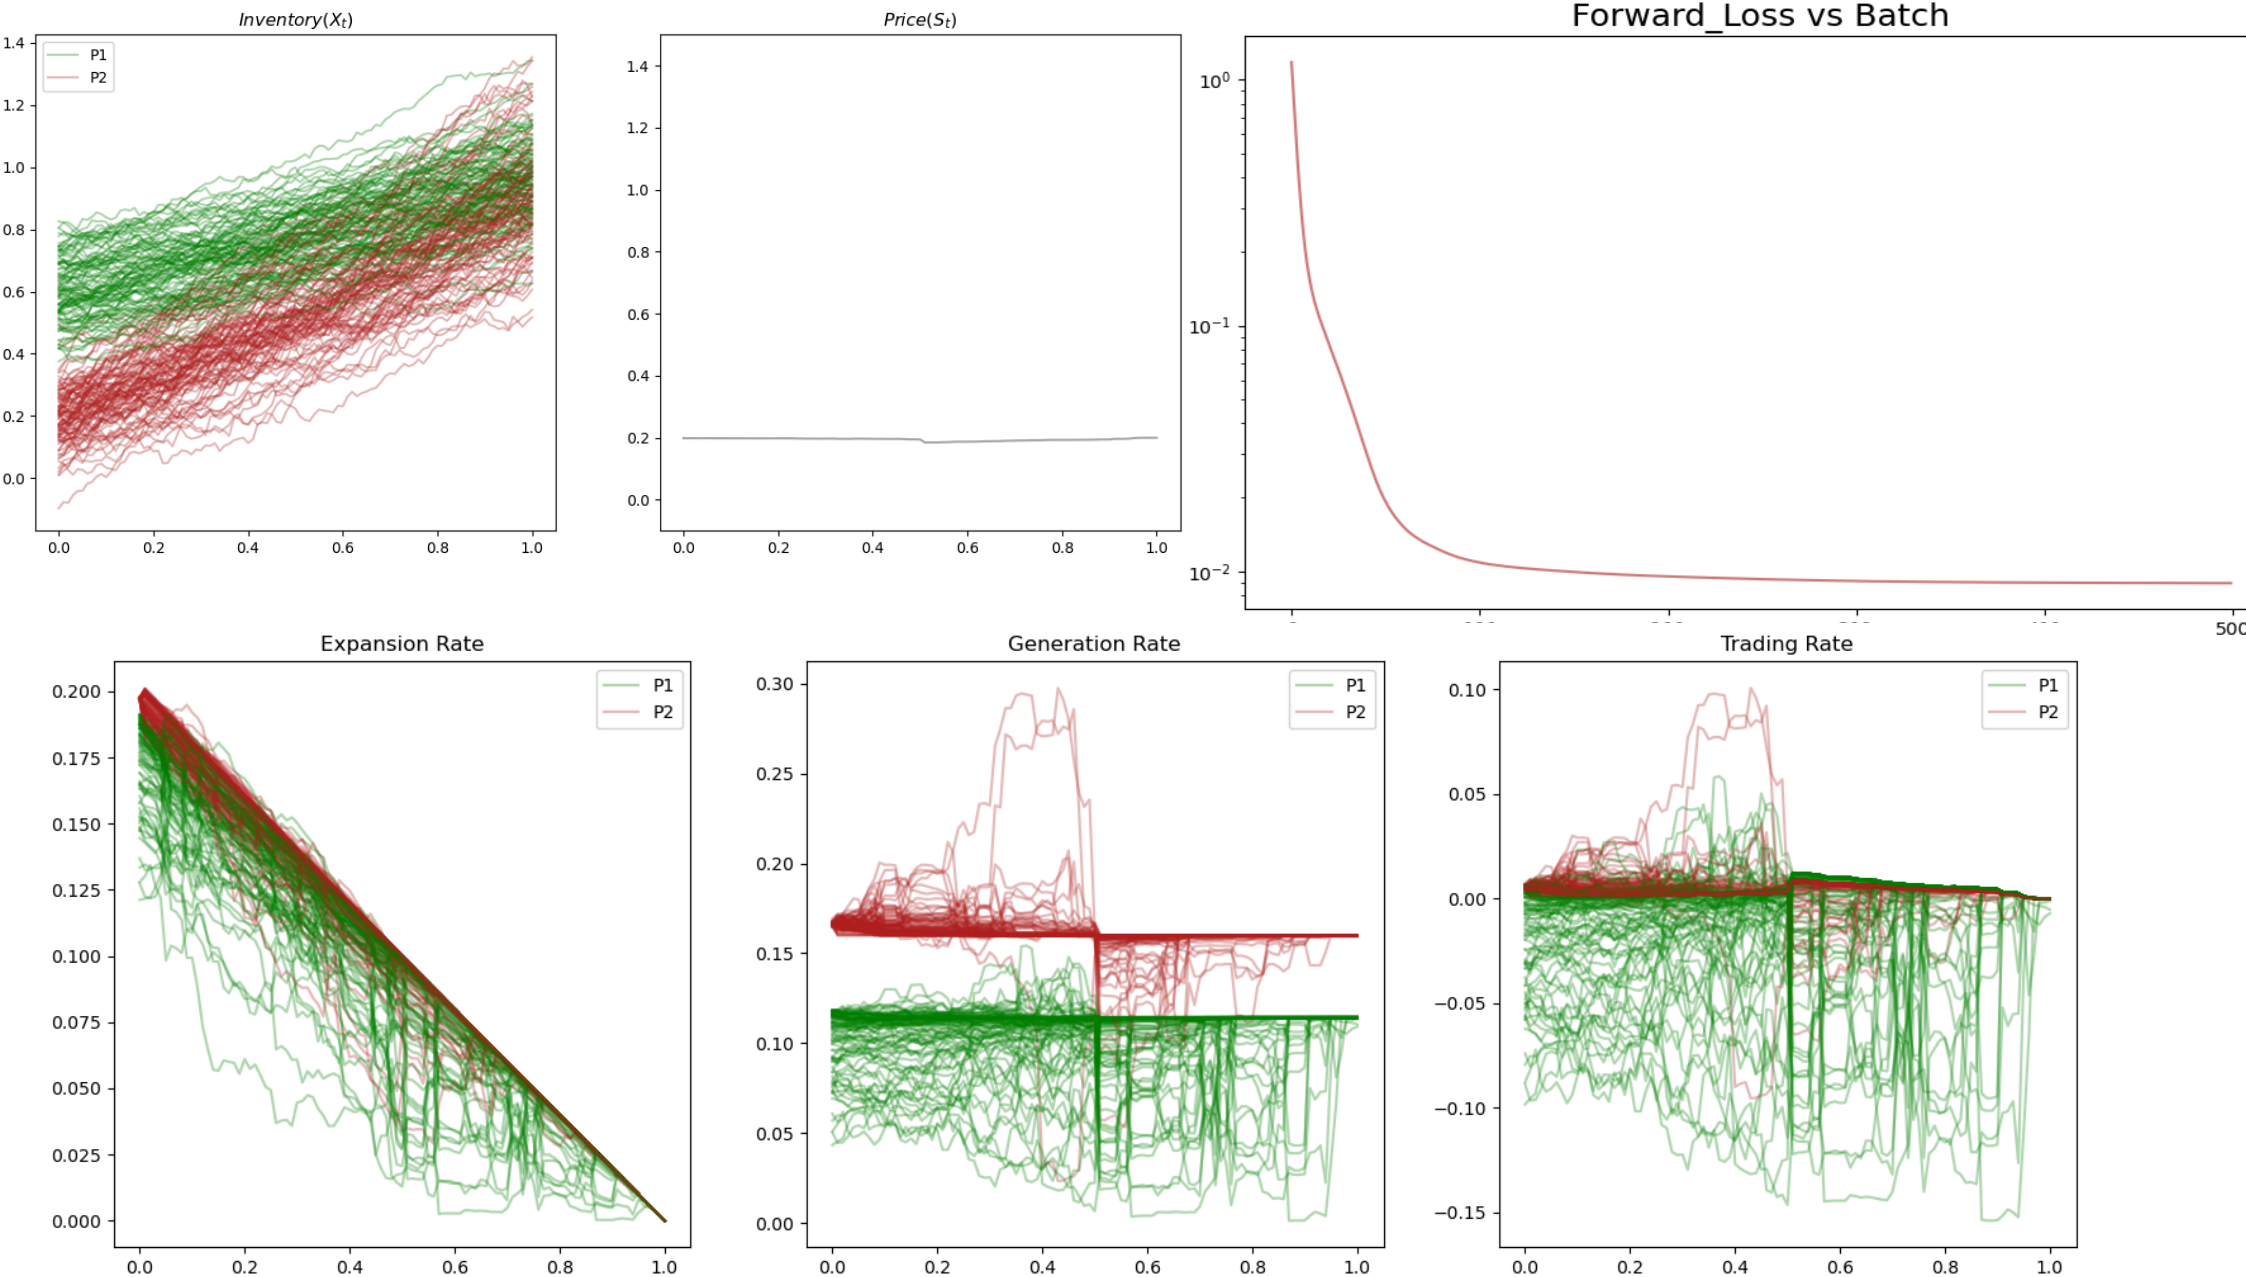 Inventory(Xₜ)
1.4
1.2
1.0
0.8
0.6
0.4
0.2
0.0
P1
P2
0.0 0.2 0.4 0.6 0.8 1.0
Price(Sₜ)
1.4
1.2
1.0
0.8
0.6
0.4
0.2
0.0
0.0 0.2 0.4 0.6 0.8 1.0
Forward_Loss vs Batch
10⁰
10⁻¹
10⁻²
500
Expansion Rate
0.200
0.175
0.150
0.125
0.100
0.075
0.050
0.025
0.000
P1
P2
0.0 0.2 0.4 0.6 0.8 1.0
Generation Rate
0.30
0.25
0.20
0.15
0.10
0.05
0.00
P1
P2
0.0 0.2 0.4 0.6 0.8 1.0
Trading Rate
0.10
0.05
0.00
−0.05
−0.10
−0.15
P1
P2
0.0 0.2 0.4 0.6 0.8 1.0